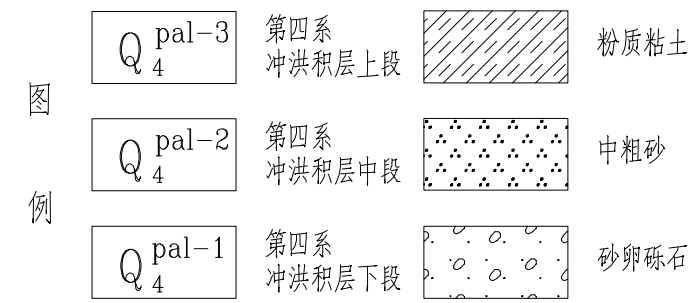 图例
Q4 pal-3
第四系
冲洪积层上段
粉质粘土
Q4 pal-2
第四系
冲洪积层中段
中粗砂
Q4 pal-1
第四系
冲洪积层下段
砂卵砾石